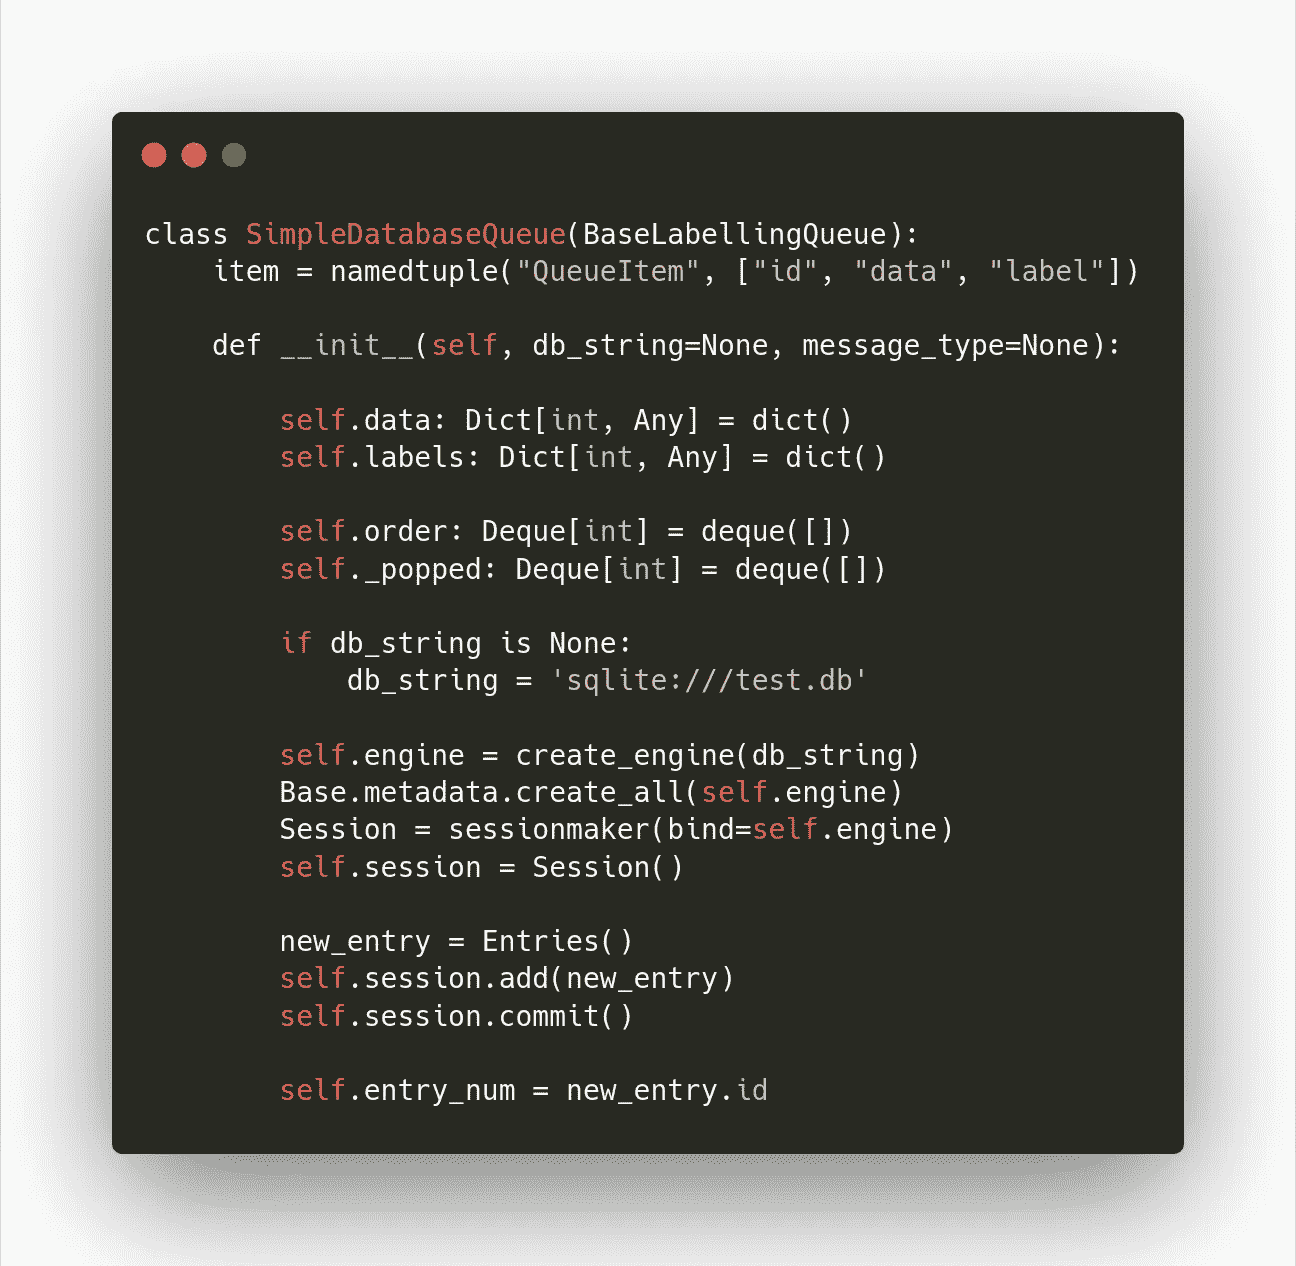 class SimpleDatabaseQueue(BaseLabellingQueue):
    item = namedtuple("QueueItem", ["id", "data", "label"])

    def __init__(self, db_string=None, message_type=None):

        self.data: Dict[int, Any] = dict()
        self.labels: Dict[int, Any] = dict()

        self.order: Deque[int] = deque([])
        self._popped: Deque[int] = deque([])

        if db_string is None:
            db_string = 'sqlite:///test.db'

        self.engine = create_engine(db_string)
        Base.metadata.create_all(self.engine)
        Session = sessionmaker(bind=self.engine)
        self.session = Session()

        new_entry = Entries()
        self.session.add(new_entry)
        self.session.commit()

        self.entry_num = new_entry.id